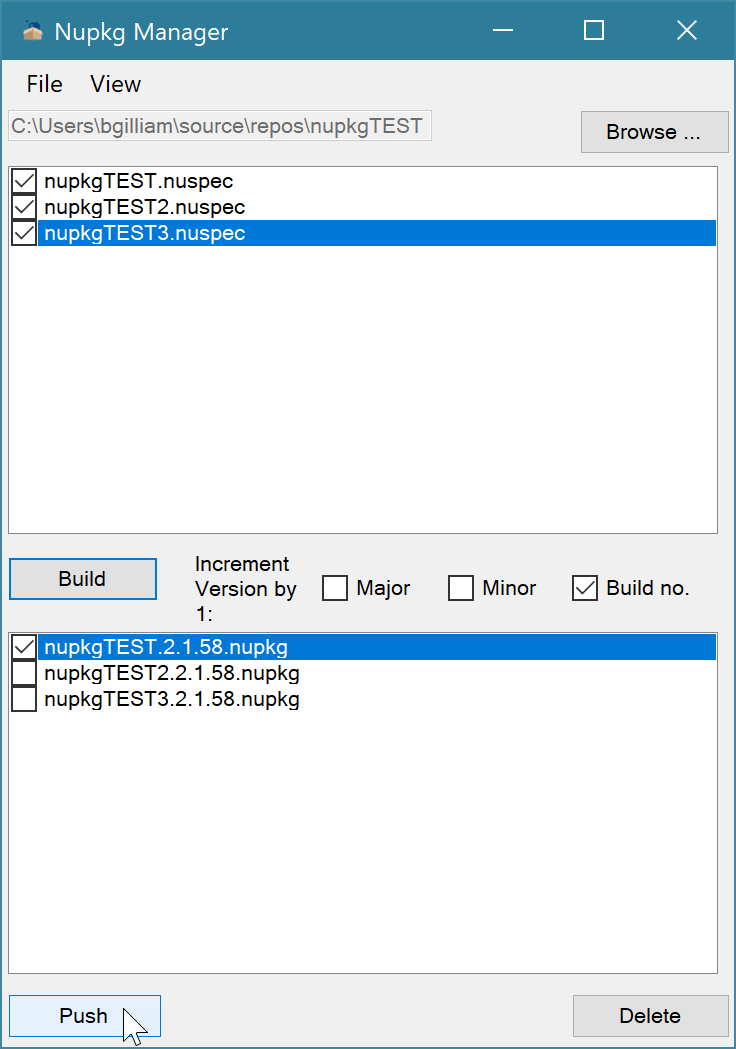 Nupkg Manager
File View
C:\Users\bgilliam\source\repos\nupkgTEST
Browse ...
nupkgTEST.nuspec
nupkgTEST2.nuspec
nupkgTEST3.nuspec
Build
Increment
Version by
1:
Major
Minor
Build no.
nupkgTEST.2.1.58.nupkg
nupkgTEST2.2.1.58.nupkg
nupkgTEST3.2.1.58.nupkg
Push
Delete